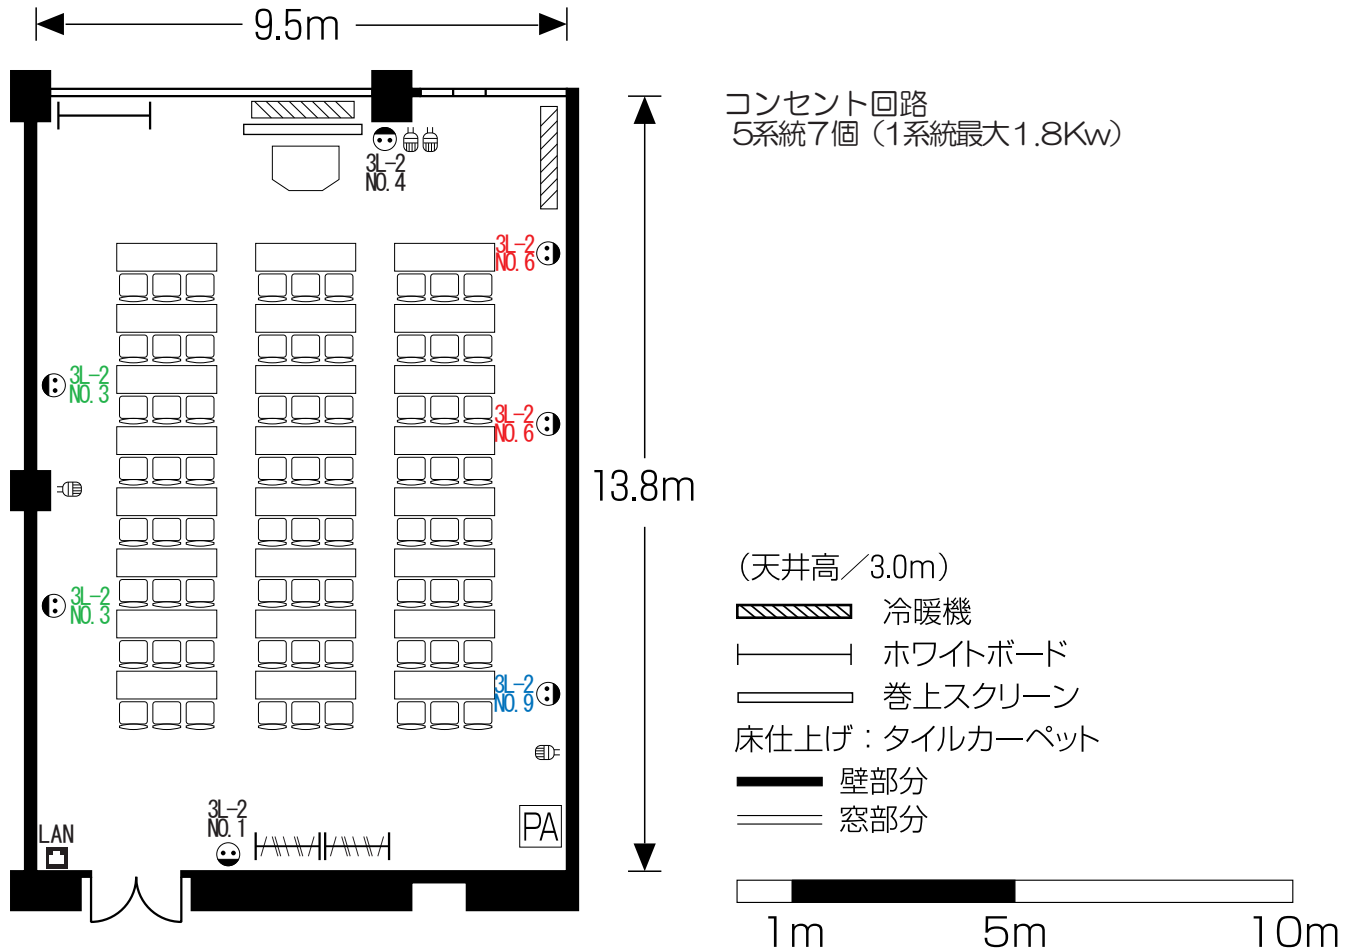 9.5m
コンセント回路
5系統7個（1系統最大1.8Kw）
3L-2
NO.4
3L-2
NO.6
3L-2
NO.3
3L-2
NO.6
13.8m
（天井高／3.0m）
冷暖機
3L-2
NO.3
ホワイトボード
3L-2
NO.9
巻上スクリーン
床仕上げ：タイルカーペット
壁部分
窓部分
3L-2
NO.1
PA
LAN
1m
5m
10m